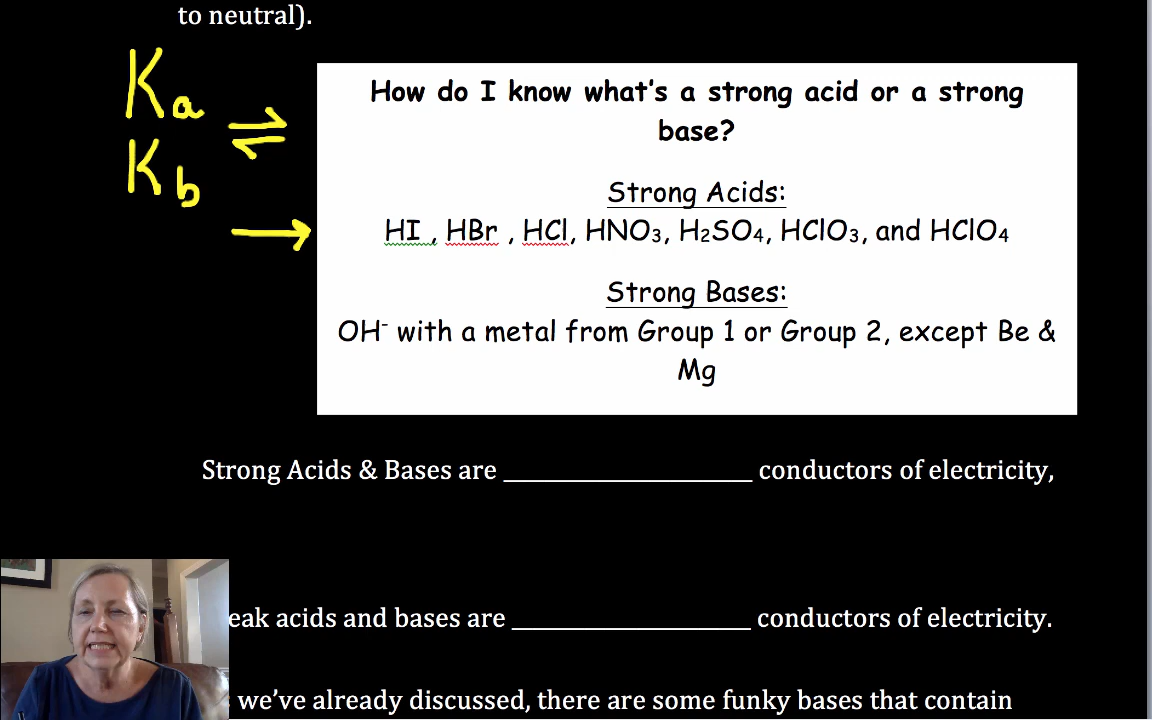 to neutral).
Ka
Kb
How do I know what's a strong acid or a strong
base?
Strong Acids:
HI , HBr , HCl, HNO₃, H₂SO₄, HClO₃, and HClO₄
Strong Bases:
OH⁻ with a metal from Group 1 or Group 2, except Be &
Mg
Strong Acids & Bases are ____________________ conductors of electricity,
eak acids and bases are ___________________ conductors of electricity.
we've already discussed, there are some funky bases that contain